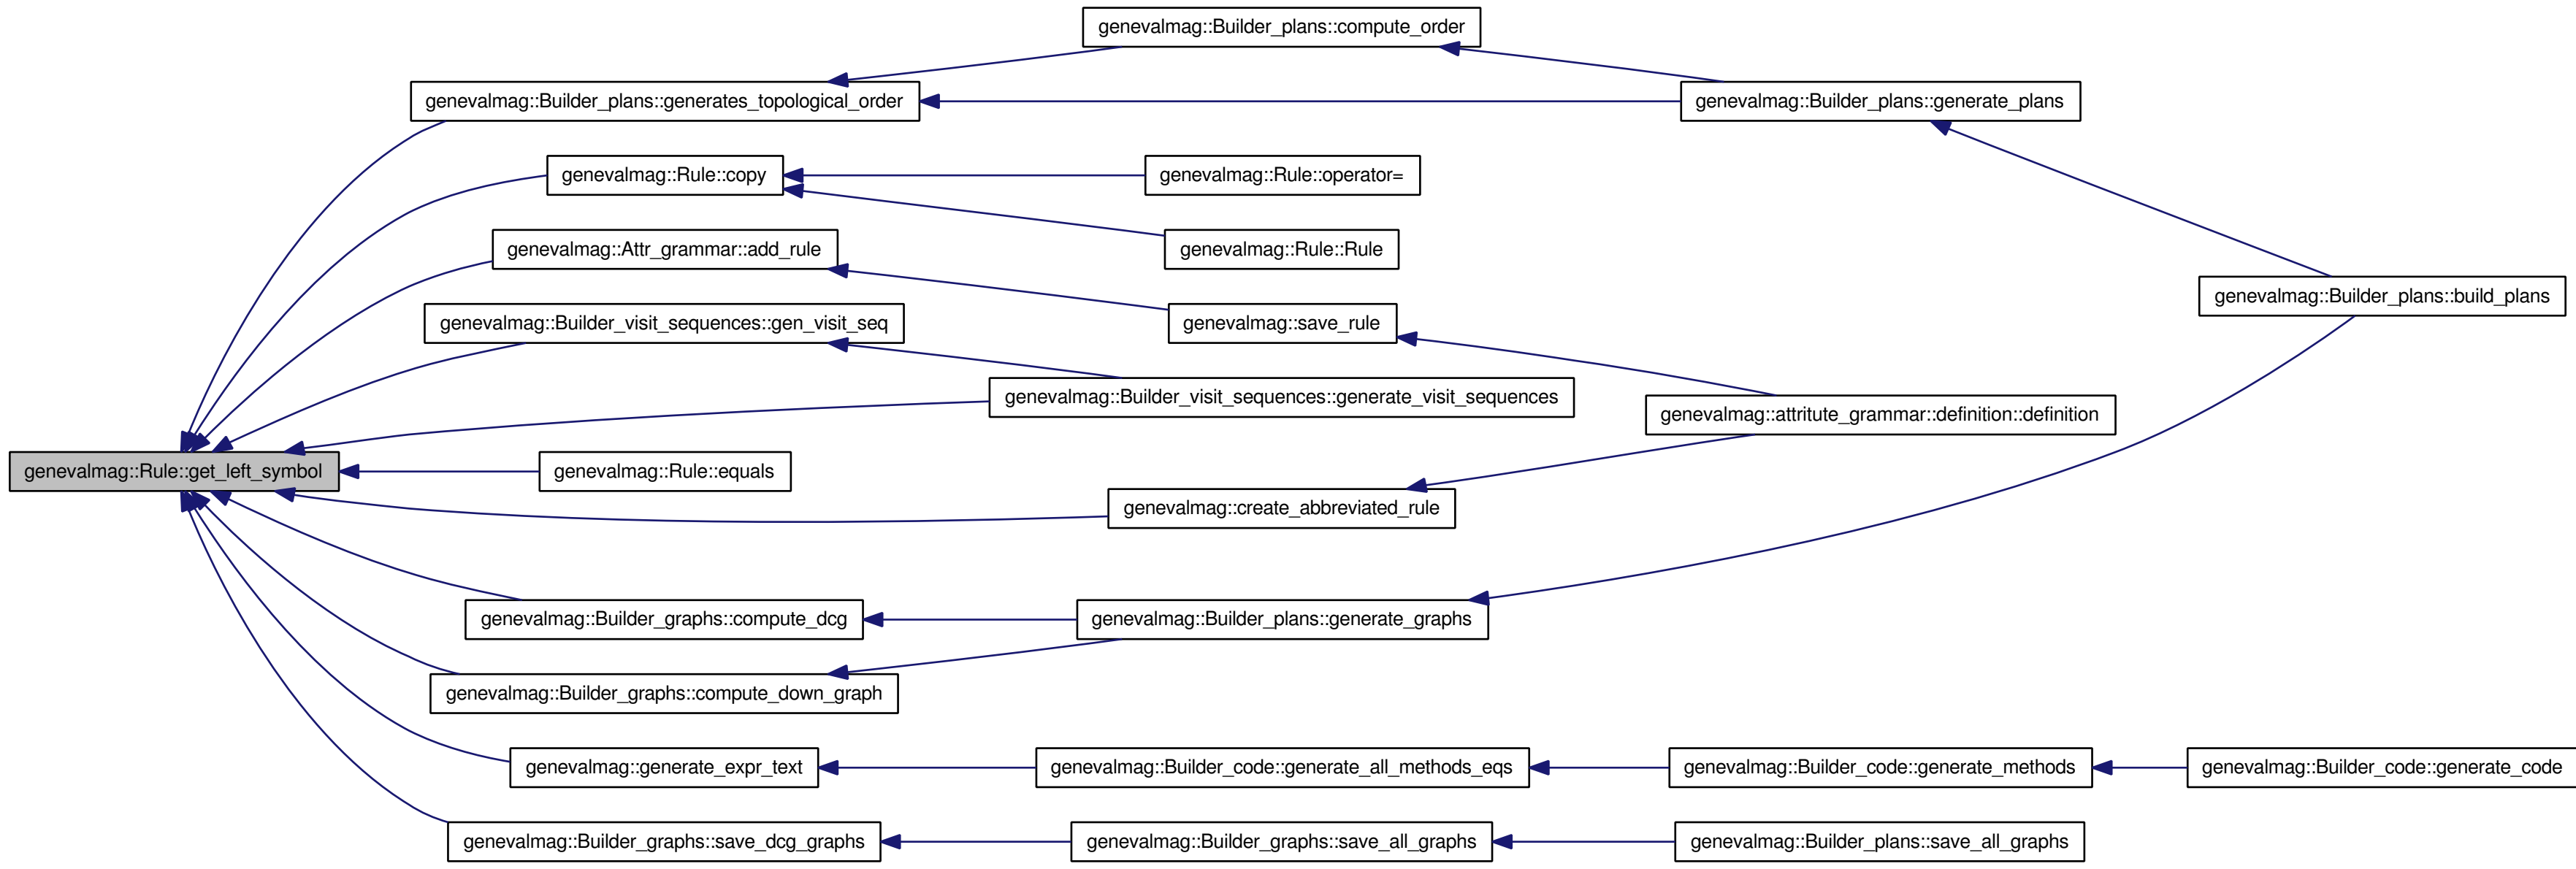 genevalmag::Builder_plans::compute_order
genevalmag::Builder_plans::generates_topological_order
genevalmag::Builder_plans::generate_plans
genevalmag::Rule::copy
genevalmag::Rule::operator=
genevalmag::Attr_grammar::add_rule
genevalmag::Rule::Rule
genevalmag::Builder_plans::build_plans
genevalmag::Builder_visit_sequences::gen_visit_seq
genevalmag::save_rule
genevalmag::Builder_visit_sequences::generate_visit_sequences
genevalmag::attritute_grammar::definition::definition
genevalmag::Rule::get_left_symbol
genevalmag::Rule::equals
genevalmag::create_abbreviated_rule
genevalmag::Builder_graphs::compute_dcg
genevalmag::Builder_plans::generate_graphs
genevalmag::Builder_graphs::compute_down_graph
genevalmag::generate_expr_text
genevalmag::Builder_code::generate_all_methods_eqs
genevalmag::Builder_code::generate_methods
genevalmag::Builder_code::generate_code
genevalmag::Builder_graphs::save_dcg_graphs
genevalmag::Builder_graphs::save_all_graphs
genevalmag::Builder_plans::save_all_graphs